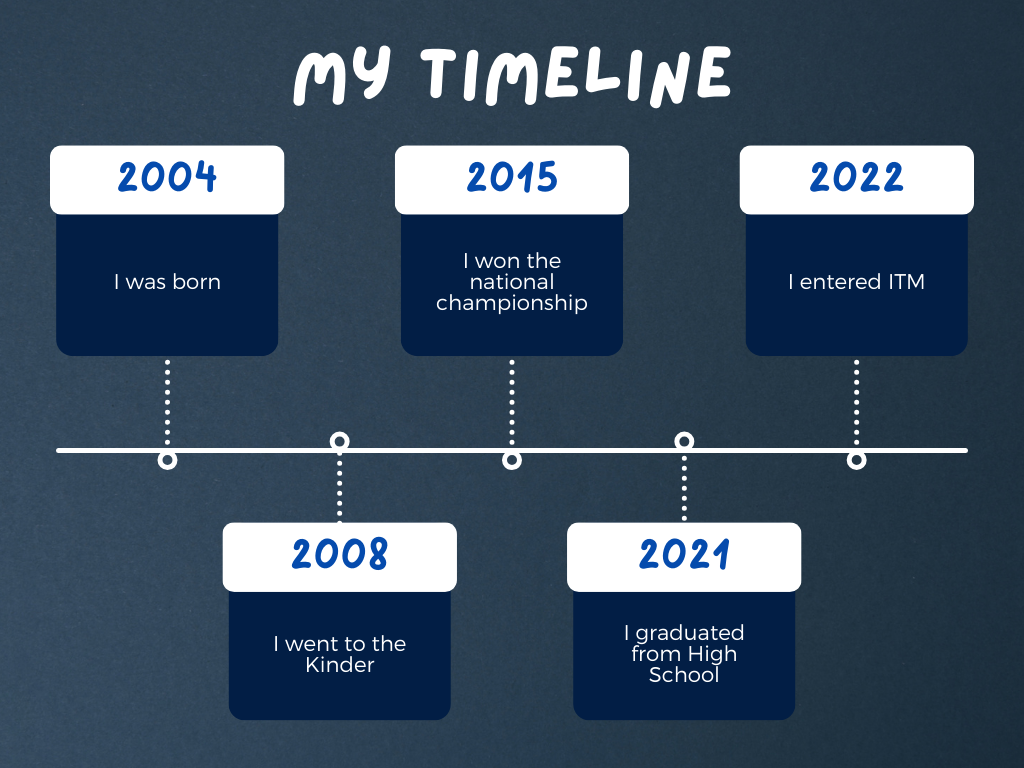 MY TIMELINE
2004
I was born
2015
I won the
national
championship
2022
I entered ITM
2008
I went to the
Kinder
2021
I graduated
from High
School